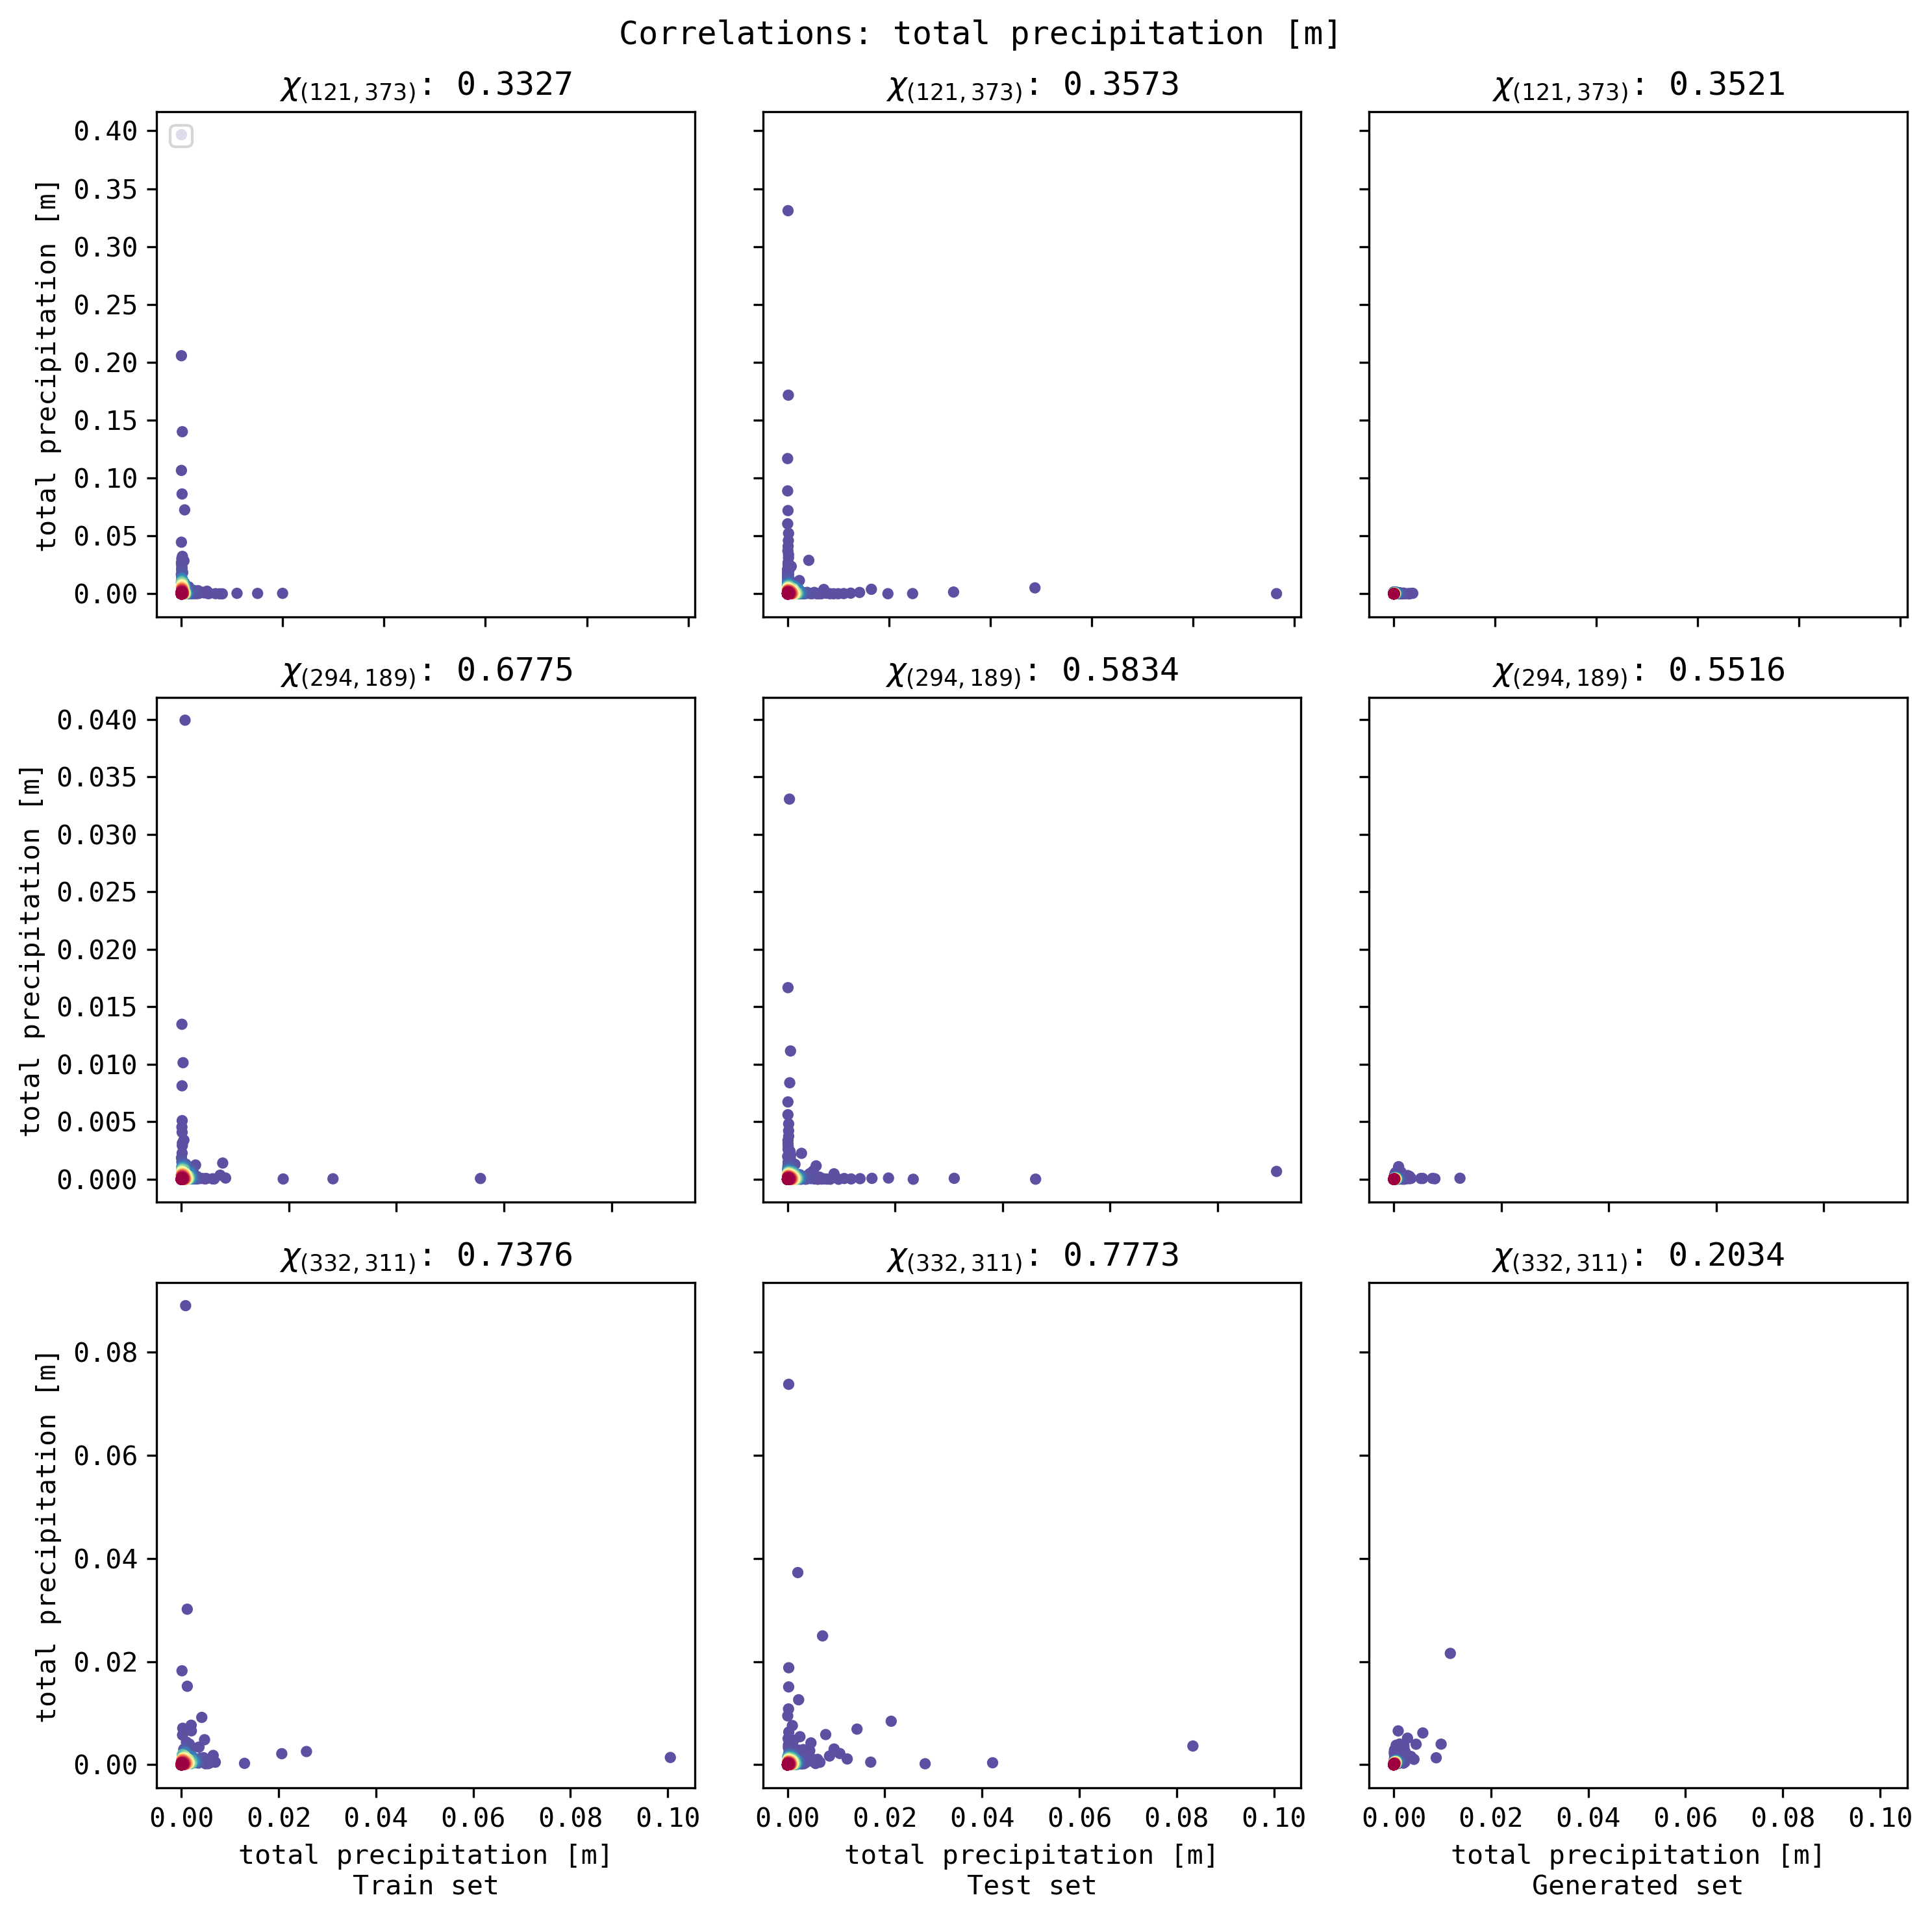 Correlations: total precipitation [m]
χ(121,373): 0.3327
χ(121,373): 0.3573
χ(121,373): 0.3521
total precipitation [m]
0.40
0.35
0.30
0.25
0.20
0.15
0.10
0.05
0.00
χ(294,189): 0.6775
χ(294,189): 0.5834
χ(294,189): 0.5516
total precipitation [m]
0.040
0.035
0.030
0.025
0.020
0.015
0.010
0.005
0.000
χ(332,311): 0.7376
χ(332,311): 0.7773
χ(332,311): 0.2034
total precipitation [m]
0.08
0.06
0.04
0.02
0.00
0.00 0.02 0.04 0.06 0.08 0.10
0.00 0.02 0.04 0.06 0.08 0.10
0.00 0.02 0.04 0.06 0.08 0.10
total precipitation [m]
Train set
total precipitation [m]
Test set
total precipitation [m]
Generated set